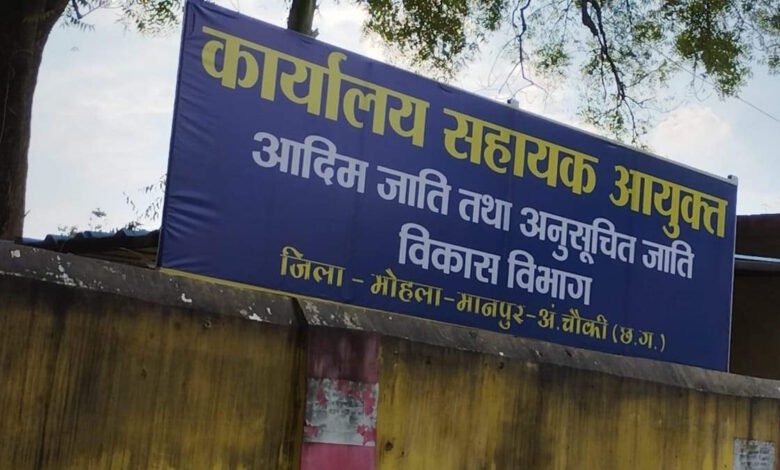 कार्यालय सहायक आयुक्त
आदिम जाति तथा अनुसूचित जाति
विकास विभाग
जिला - मोहला-मानपुर-अं.चौकी (छ.ग.)